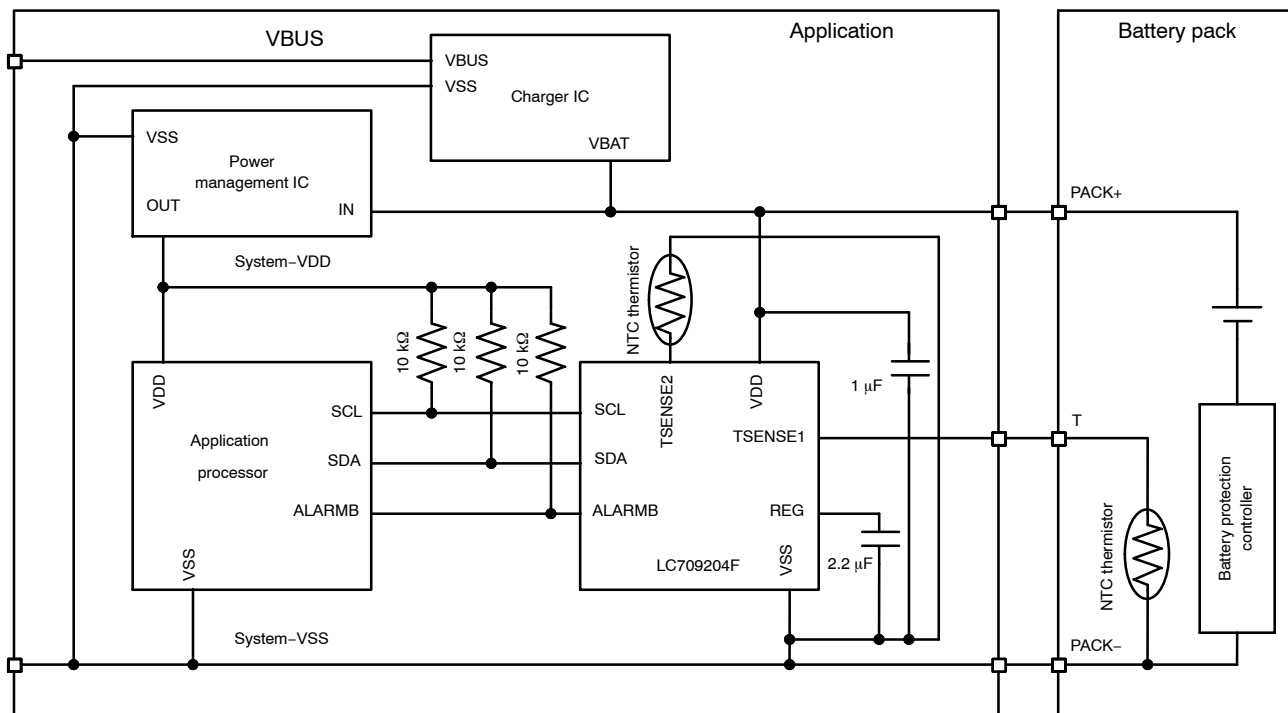 VBUS
Application
Battery pack
VBUS
VSS
Charger IC
VBAT
VSS
Power
management IC
OUT
IN
PACK+
System−VDD
NTC thermistor
10 kΩ
10 kΩ
10 kΩ
1 μF
VDD
SCL
SDA
ALARMB
Application
processor
VSS
TSENSE2
VDD
SCL
SDA
ALARMB
TSENSE1
REG
VSS
LC709204F
2.2 μF
T
NTC thermistor
Battery protection
controller
System−VSS
PACK−